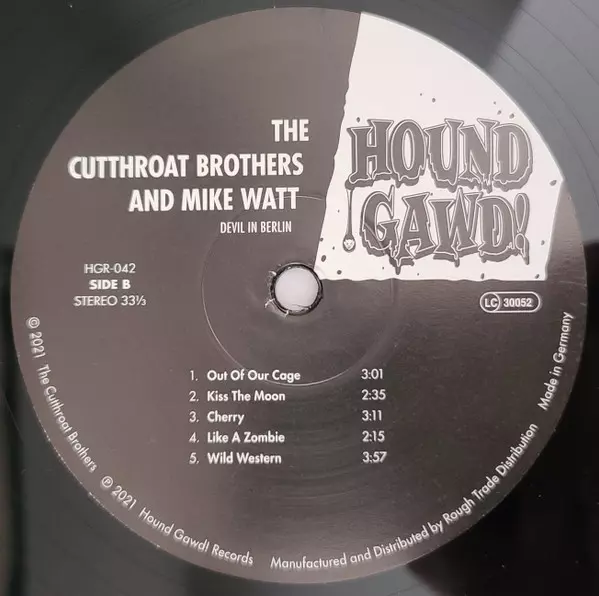 THE
CUTTHROAT BROTHERS
AND MIKE WATT
DEVIL IN BERLIN
HOUND
GAWD!
HGR-042
SIDE B
STEREO 33⅓
LC 30052
1. Out Of Our Cage 3:01
2. Kiss The Moon 2:35
3. Cherry 3:11
4. Like A Zombie 2:15
5. Wild Western 3:57
© 2021 The Cutthroat Brothers ℗ 2021 Hound Gawd! Records Manufactured and Distributed by Rough Trade Distribution Made in Germany